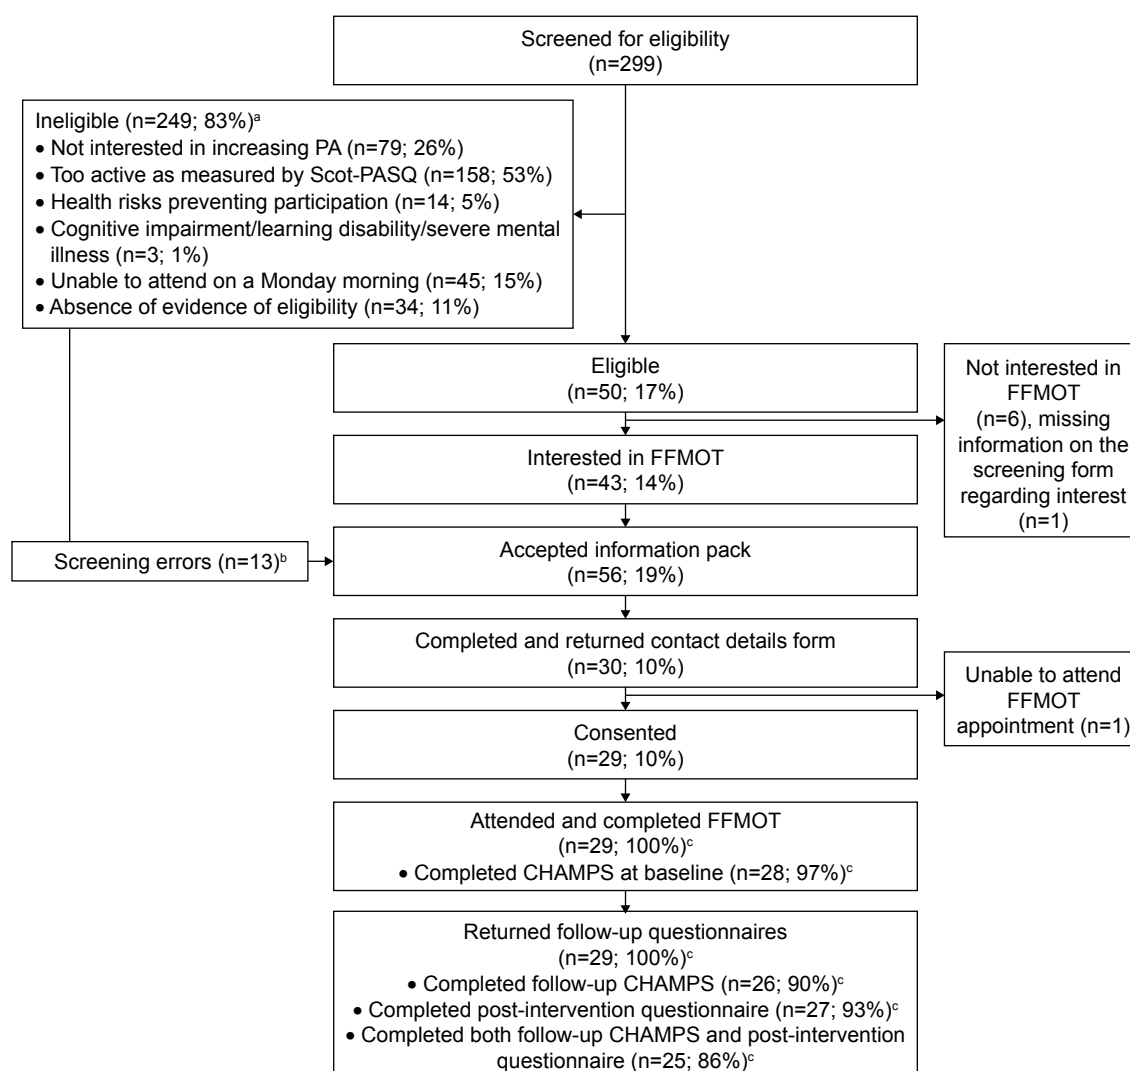 Screened for eligibility
(n=299)
Ineligible (n=249; 83%)ᵃ
• Not interested in increasing PA (n=79; 26%)
• Too active as measured by Scot-PASQ (n=158; 53%)
• Health risks preventing participation (n=14; 5%)
• Cognitive impairment/learning disability/severe mental
illness (n=3; 1%)
• Unable to attend on a Monday morning (n=45; 15%)
• Absence of evidence of eligibility (n=34; 11%)
Eligible
(n=50; 17%)
Not interested in
FFMOT
(n=6), missing
information on the
screening form
regarding interest
(n=1)
Interested in FFMOT
(n=43; 14%)
Screening errors (n=13)ᵇ
Accepted information pack
(n=56; 19%)
Completed and returned contact details form
(n=30; 10%)
Unable to attend
FFMOT
appointment (n=1)
Consented
(n=29; 10%)
Attended and completed FFMOT
(n=29; 100%)ᶜ
• Completed CHAMPS at baseline (n=28; 97%)ᶜ
Returned follow-up questionnaires
(n=29; 100%)ᶜ
• Completed follow-up CHAMPS (n=26; 90%)ᶜ
• Completed post-intervention questionnaire (n=27; 93%)ᶜ
• Completed both follow-up CHAMPS and post-intervention
questionnaire (n=25; 86%)ᶜ